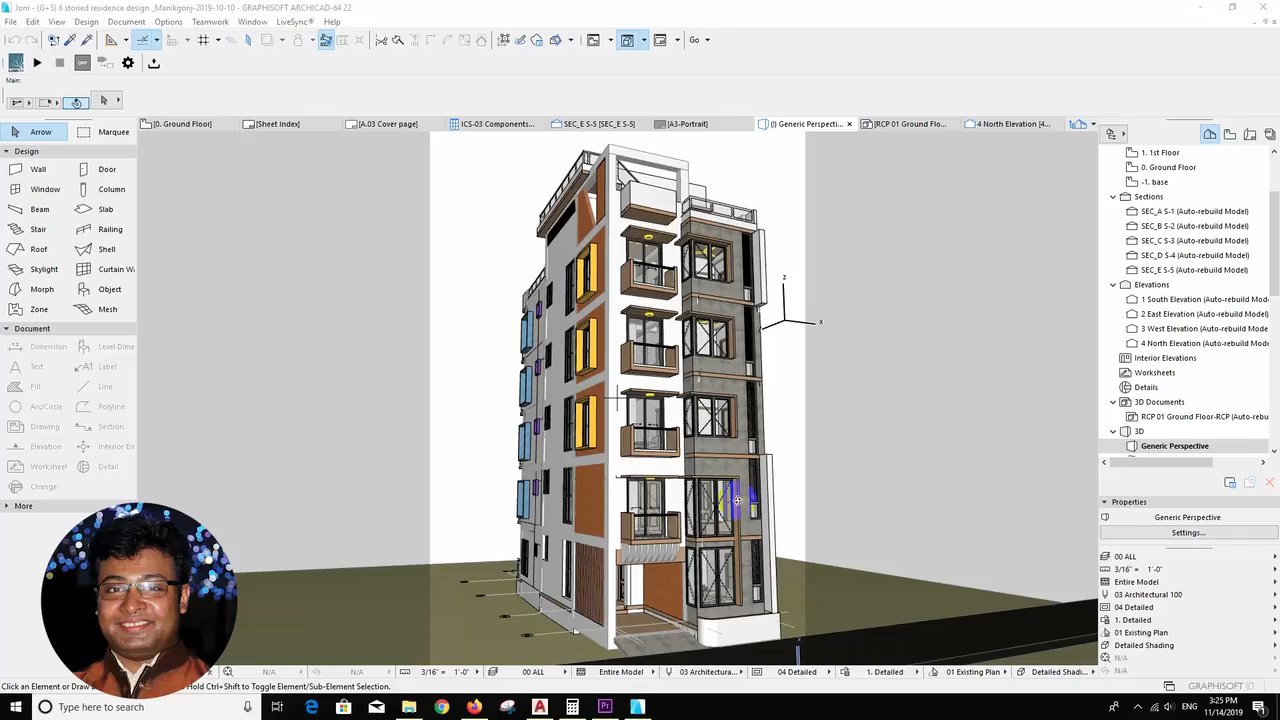 Joni - (G+5) 6 storied residence design _Manikgonj-2019-10-10 - GRAPHISOFT ARCHICAD-64 22
File Edit View Design Document Options Teamwork Window LiveSync® Help
OFF
Go
Main:
[0. Ground Floor]
[Sheet Index]
[A.03 Cover page]
ICS-03 Components...
SEC_E S-5 [SEC_E S-5]
[A3-Portrait]
(!) Generic Perspecti...
[RCP 01 Ground Flo...
4 North Elevation [4...
Arrow Marquee
Design
Wall Door
Window Column
Beam Slab
Stair Railing
Roof Shell
Skylight Curtain W
Morph Object
Zone Mesh
Document
Dimension Level Dime
Text Label
Fill Line
Arc/Circle Polyline
Drawing Section
Elevation Interior E
Worksheet Detail
Change
More
z
x
1. 1st Floor
0. Ground Floor
-1. base
Sections
SEC_A S-1 (Auto-rebuild Model)
SEC_B S-2 (Auto-rebuild Model)
SEC_C S-3 (Auto-rebuild Model)
SEC_D S-4 (Auto-rebuild Model)
SEC_E S-5 (Auto-rebuild Model)
Elevations
1 South Elevation (Auto-rebuild Mode
2 East Elevation (Auto-rebuild Model)
3 West Elevation (Auto-rebuild Model)
4 North Elevation (Auto-rebuild Mode
Interior Elevations
Worksheets
Details
3D Documents
RCP 01 Ground Floor-RCP (Auto-rebu
3D
Generic Perspective
Properties
Generic Perspective
Settings...
00 ALL
3/16" = 1'-0"
Entire Model
03 Architectural 100
04 Detailed
1. Detailed
01 Existing Plan
Detailed Shading
N/A
N/A N/A 3/16" = 1'-0" 00 ALL Entire Model 03 Architectura... 04 Detailed 1. Detailed 01 Existing Plan Detailed Shadi...
Click an Element or Draw Hold Ctrl+Shift to Toggle Element/Sub-Element Selection.
GRAPHISOFT ID
Type here to search
3:25 PM
11/14/2019